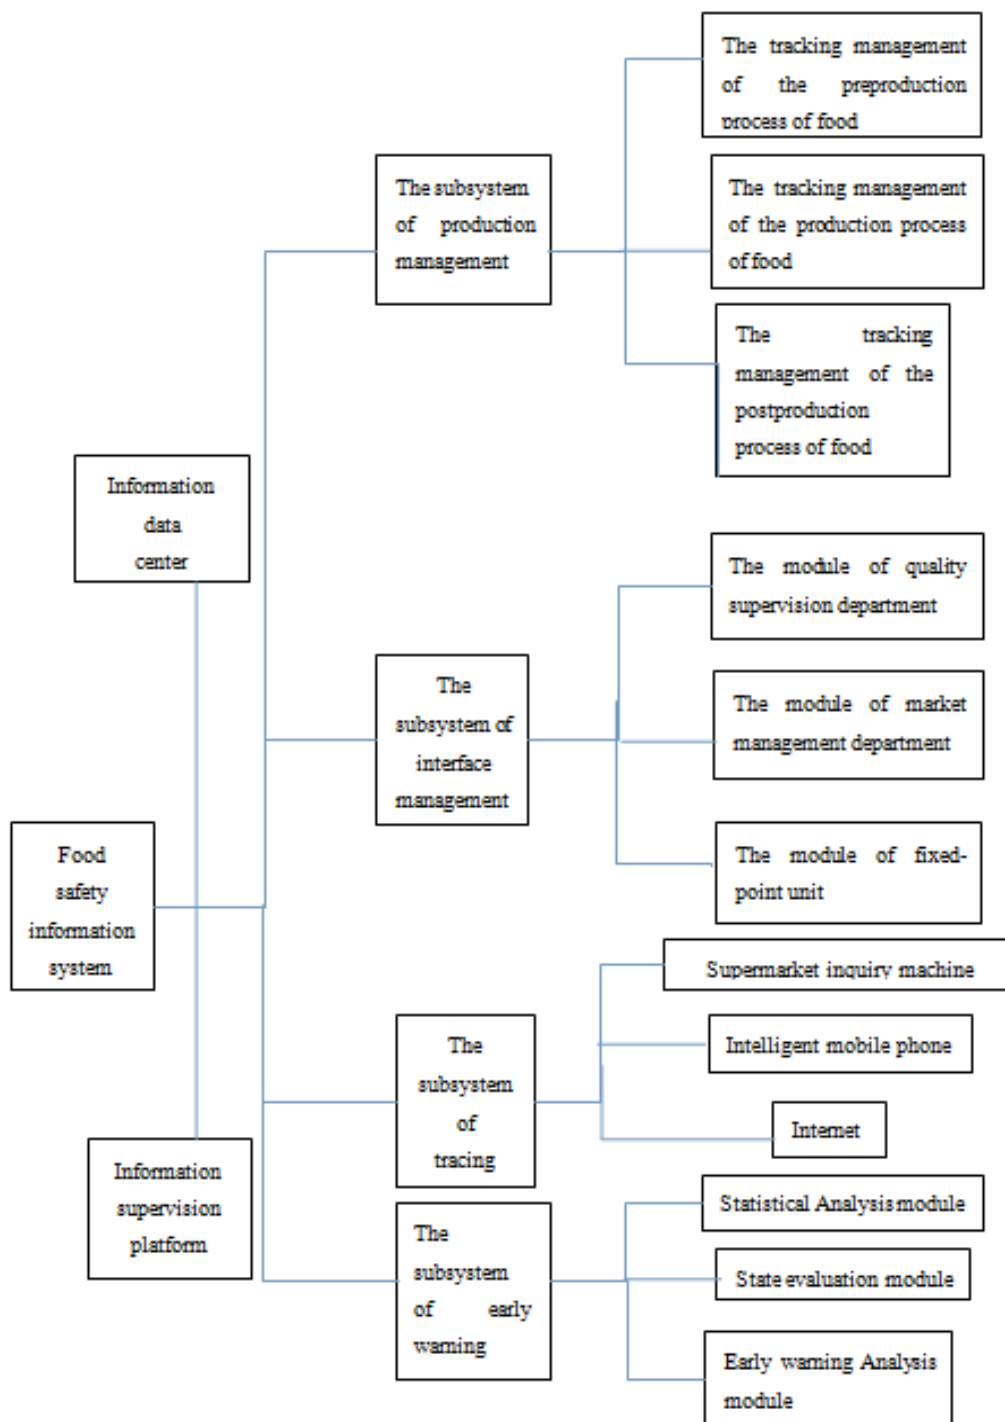 The tracking management
of the preproduction
process of food
The subsystem
of production
management
The tracking management
of the production process
of food
The tracking
management of the
postproduction
process of food
Information
data
center
The module of quality
supervision department
The
subsystem of
interface
management
The module of market
management department
Food
safety
information
system
The module of fixed-
point unit
Supermarket inquiry machine
The
subsystem
of
tracing
Intelligent mobile phone
Internet
Information
supervision
platform
Statistical Analysis module
The
subsystem
of early
warning
State evaluation module
Early warning Analysis
module